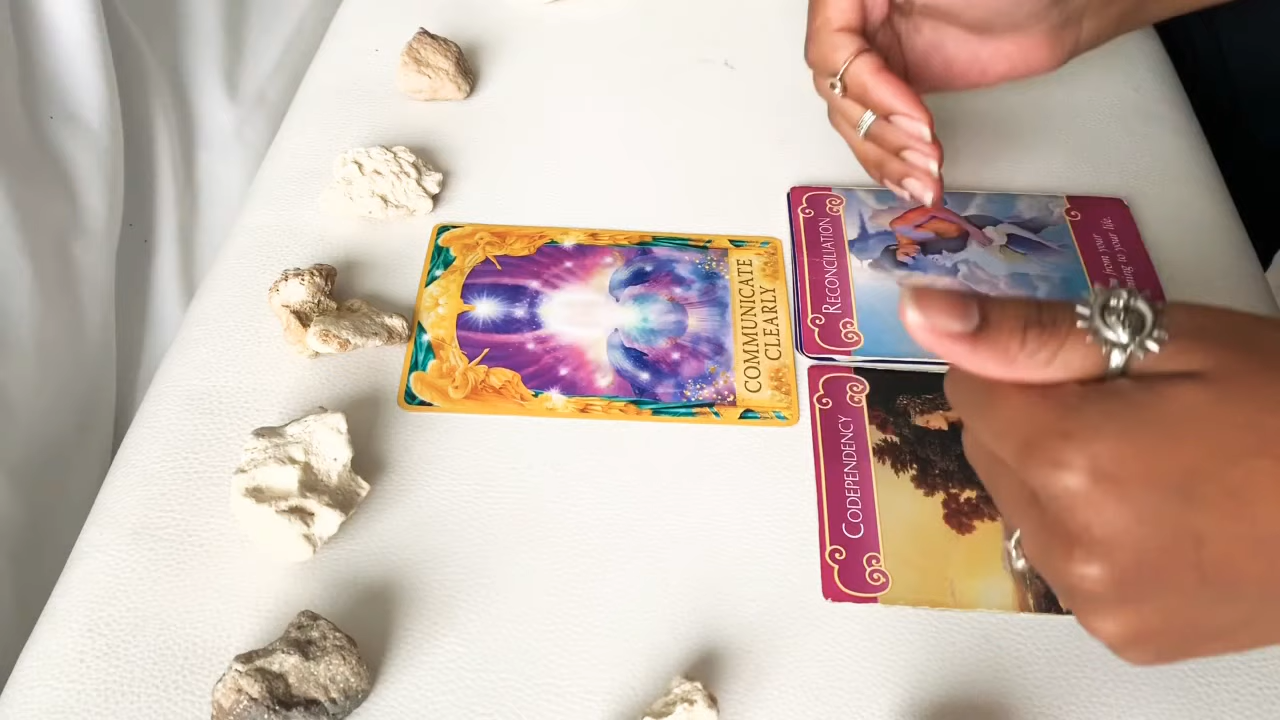 COMMUNICATE
CLEARLY
RECONCILIATION
from your
to your life.
CODEPENDENCY